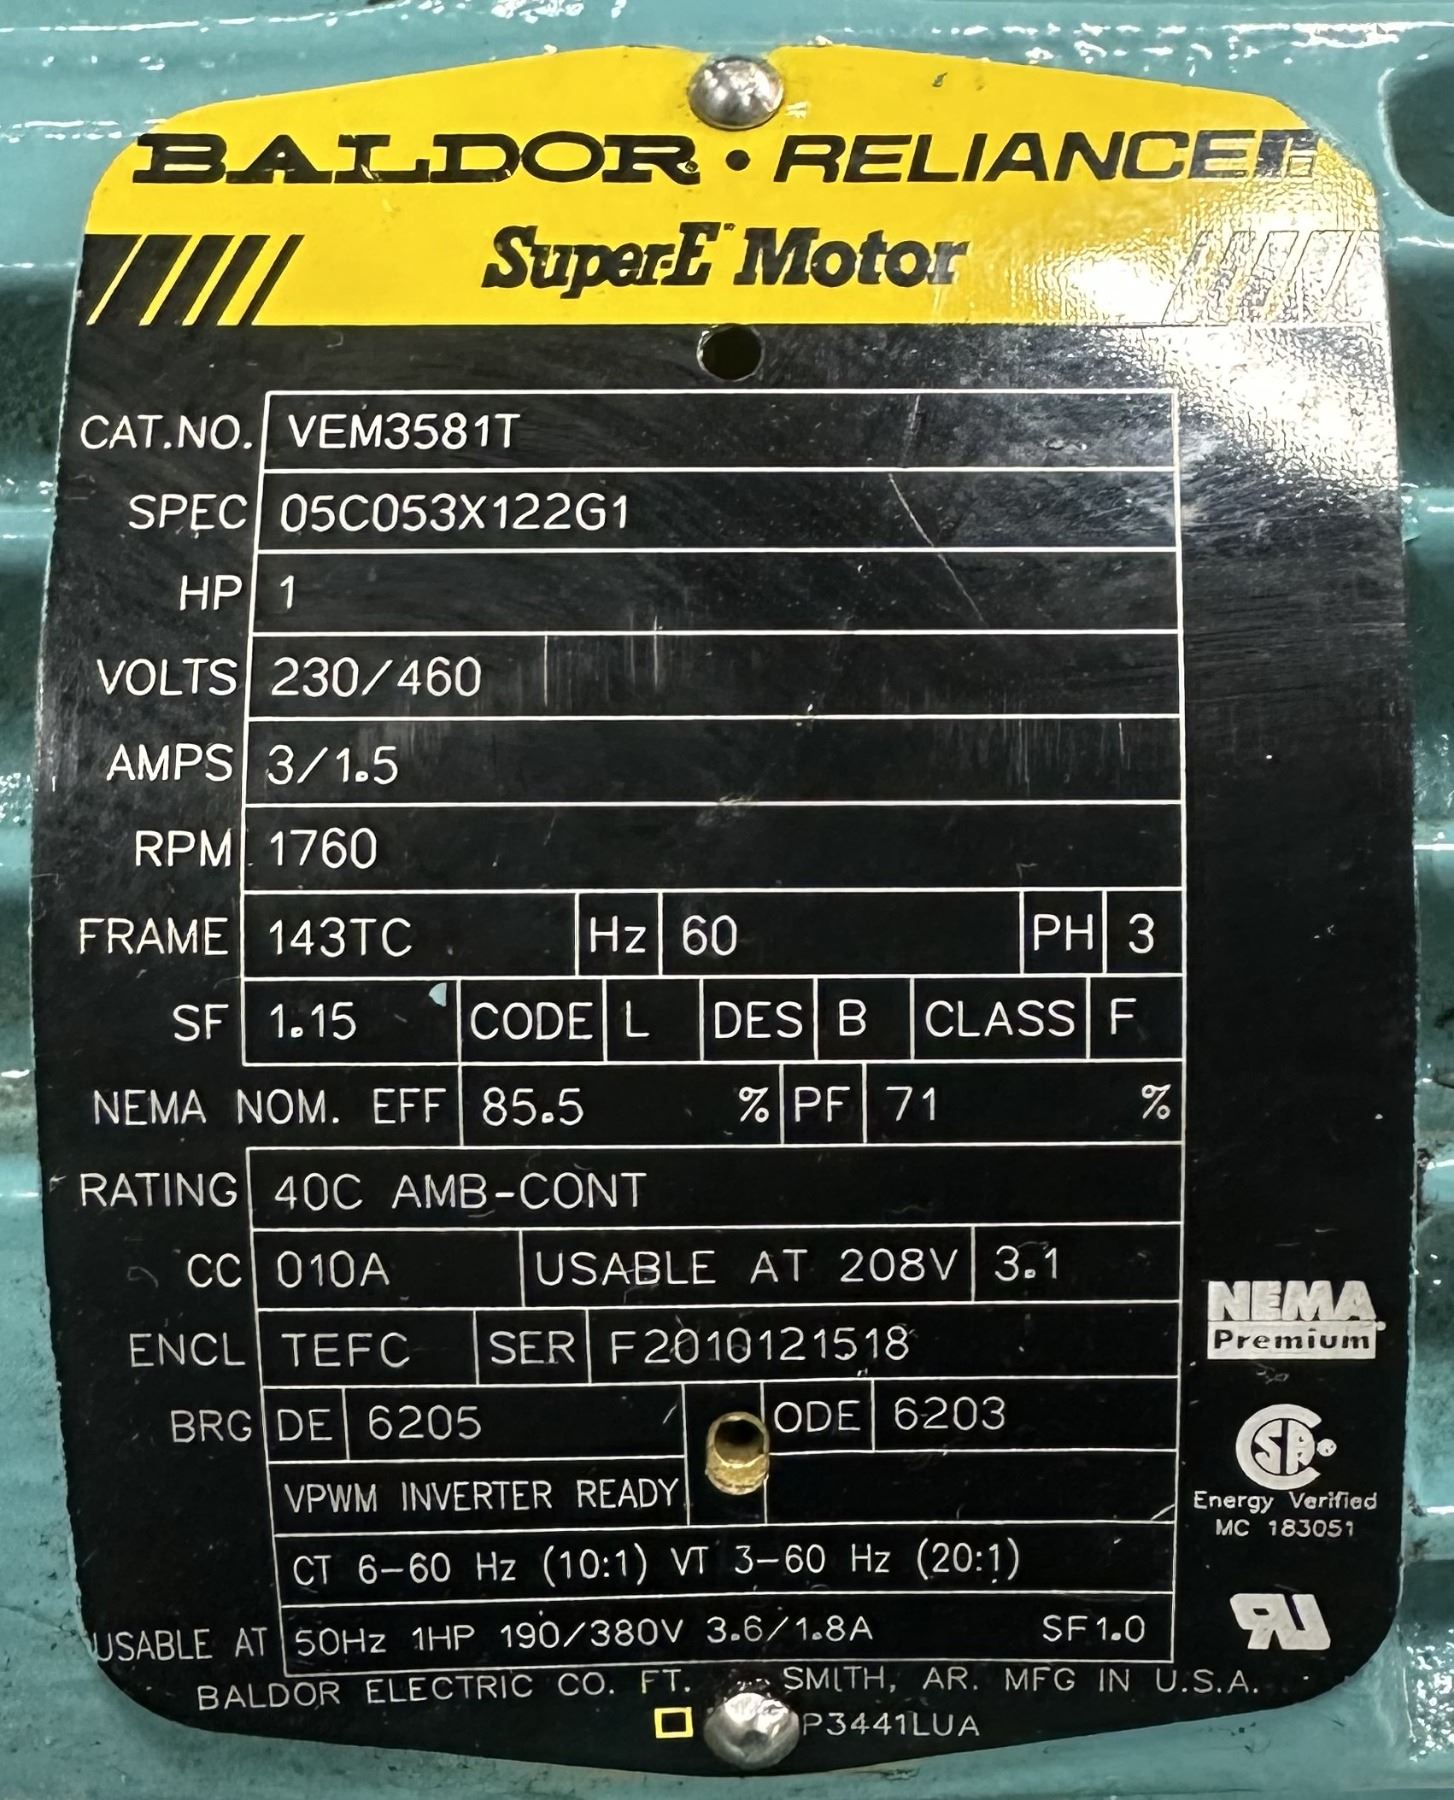 BALDOR • RELIANCE
Super-E™ Motor
CAT.NO. VEM3581T
SPEC 05C053X122G1
HP 1
VOLTS 230/460
AMPS 3/1.5
RPM 1760
FRAME 143TC Hz 60 PH 3
SF 1.15 CODE L DES B CLASS F
NEMA NOM. EFF 85.5 % PF 71 %
RATING 40C AMB-CONT
CC 010A USABLE AT 208V 3.1
ENCL TEFC SER F2010121518
BRG DE 6205 ODE 6203
VPWM INVERTER READY
CT 6-60 Hz (10:1) VT 3-60 Hz (20:1)
USABLE AT 50Hz 1HP 190/380V 3.6/1.8A SF1.0
BALDOR ELECTRIC CO. FT. SMITH, AR. MFG IN U.S.A.
P3441LUA
NEMA
Premium
SA
Energy Verified
MC 183051
RU